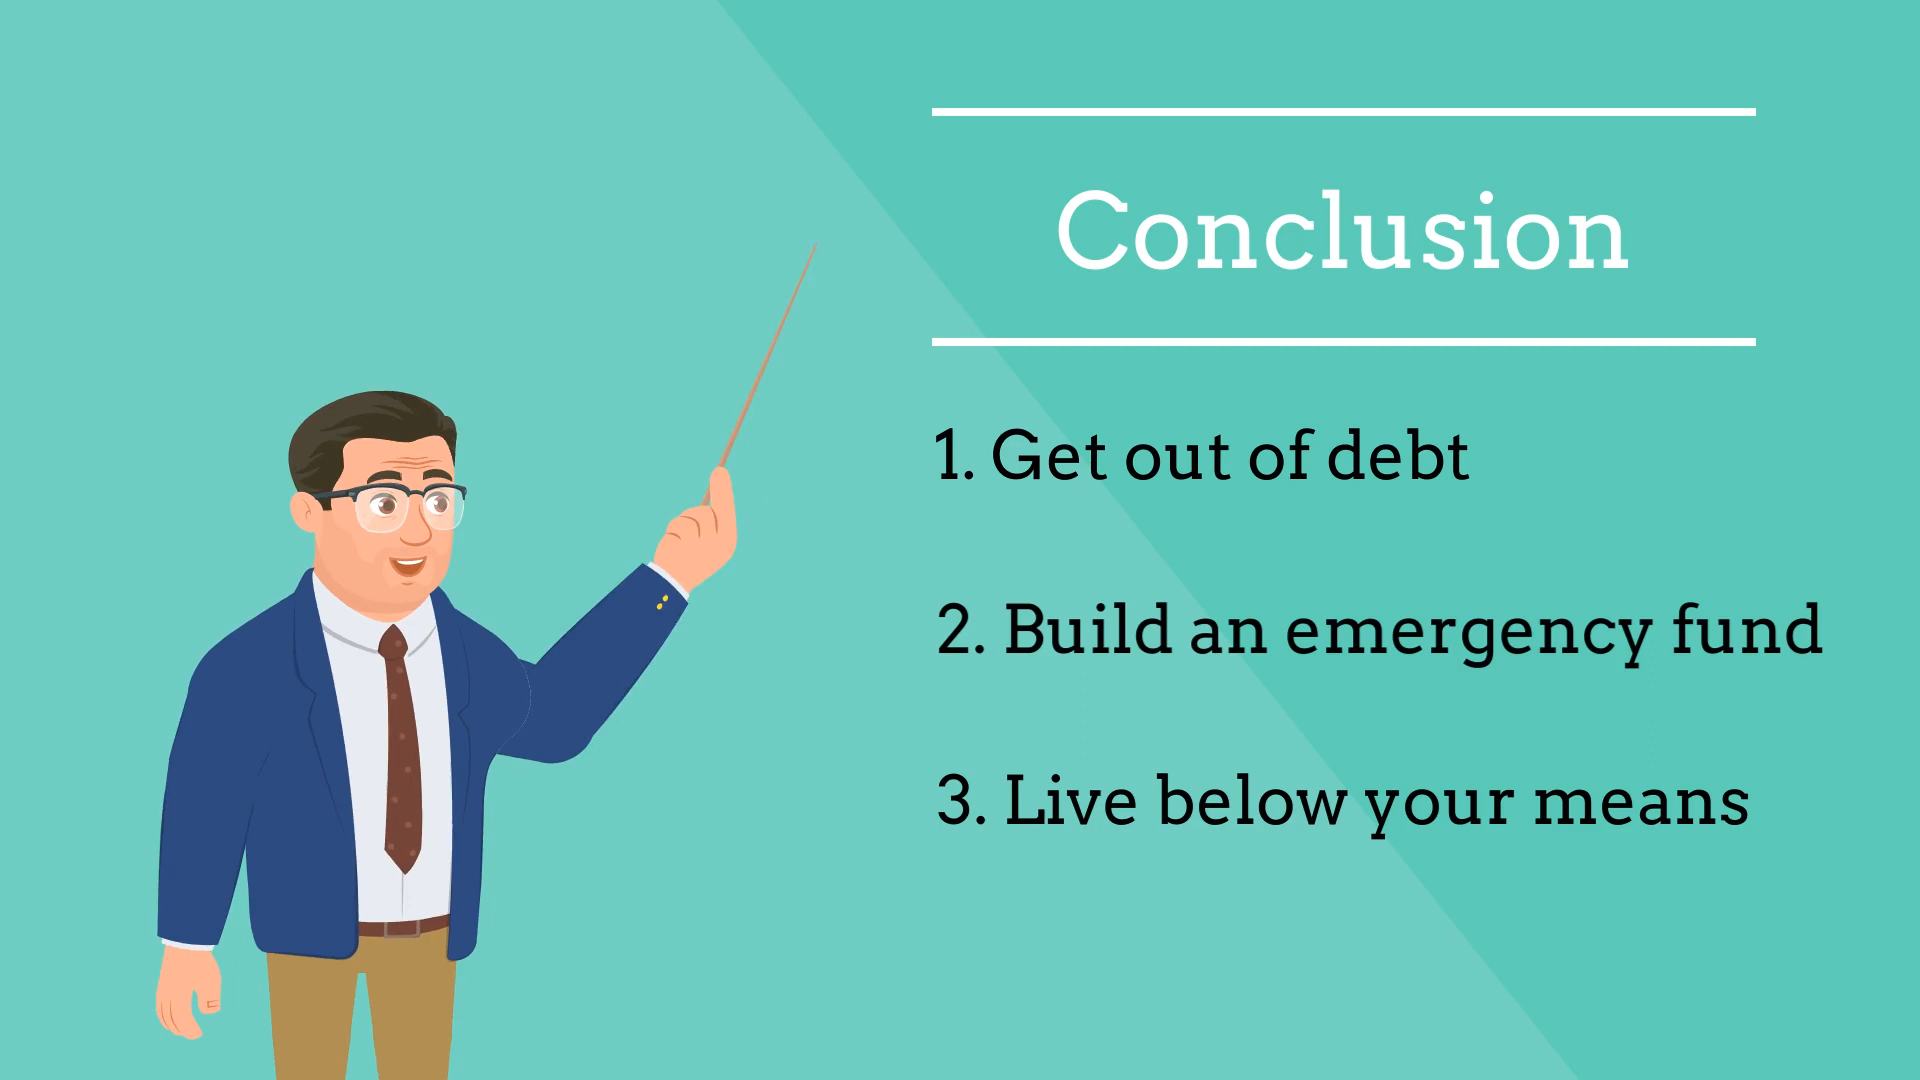 Conclusion
1. Get out of debt
2. Build an emergency fund
3. Live below your means